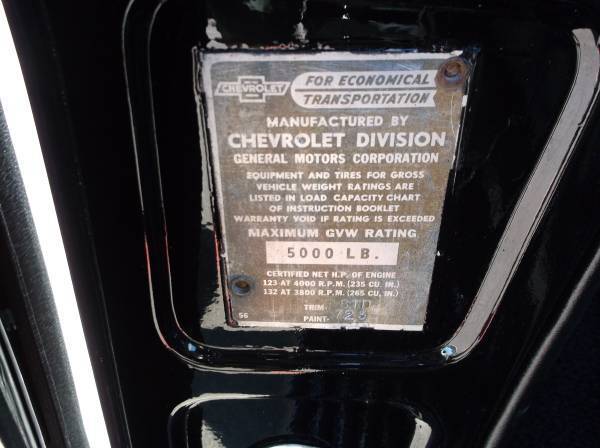 CHEVROLET
FOR ECONOMICAL
TRANSPORTATION
MANUFACTURED BY
CHEVROLET DIVISION
GENERAL MOTORS CORPORATION
EQUIPMENT AND TIRES FOR GROSS
VEHICLE WEIGHT RATINGS ARE
LISTED IN LOAD CAPACITY CHART
OF INSTRUCTION BOOKLET
WARRANTY VOID IF RATING IS EXCEEDED
MAXIMUM GVW RATING
5000 LB.
CERTIFIED NET H.P. OF ENGINE
123 AT 4000 R.P.M. (235 CU. IN.)
132 AT 3800 R.P.M. (265 CU. IN.)
TRIM- STD
56 PAINT-